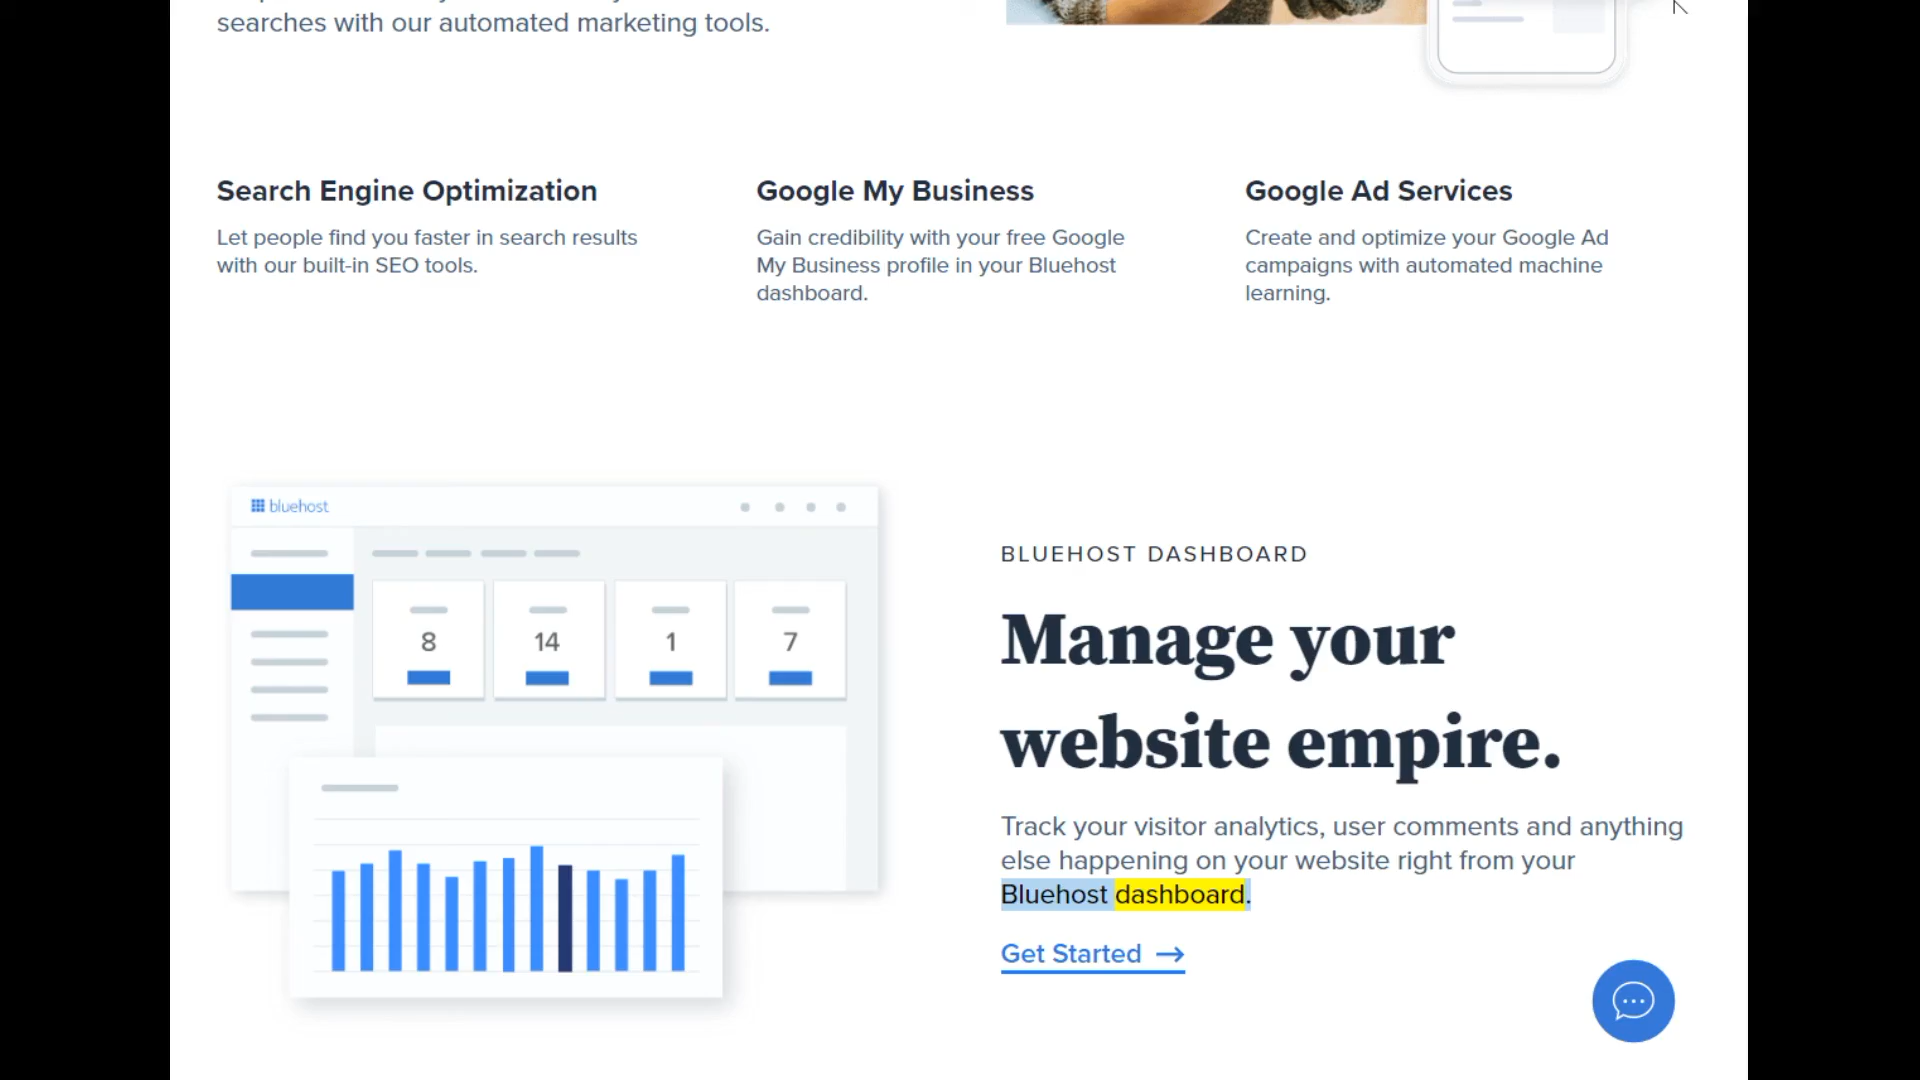 searches with our automated marketing tools.
Search Engine Optimization
Let people find you faster in search results
with our built-in SEO tools.
Google My Business
Gain credibility with your free Google
My Business profile in your Bluehost
dashboard.
Google Ad Services
Create and optimize your Google Ad
campaigns with automated machine
learning.
bluehost
8
14
1
7
BLUEHOST DASHBOARD
Manage your
website empire.
Track your visitor analytics, user comments and anything
else happening on your website right from your
Bluehost dashboard.
Get Started →